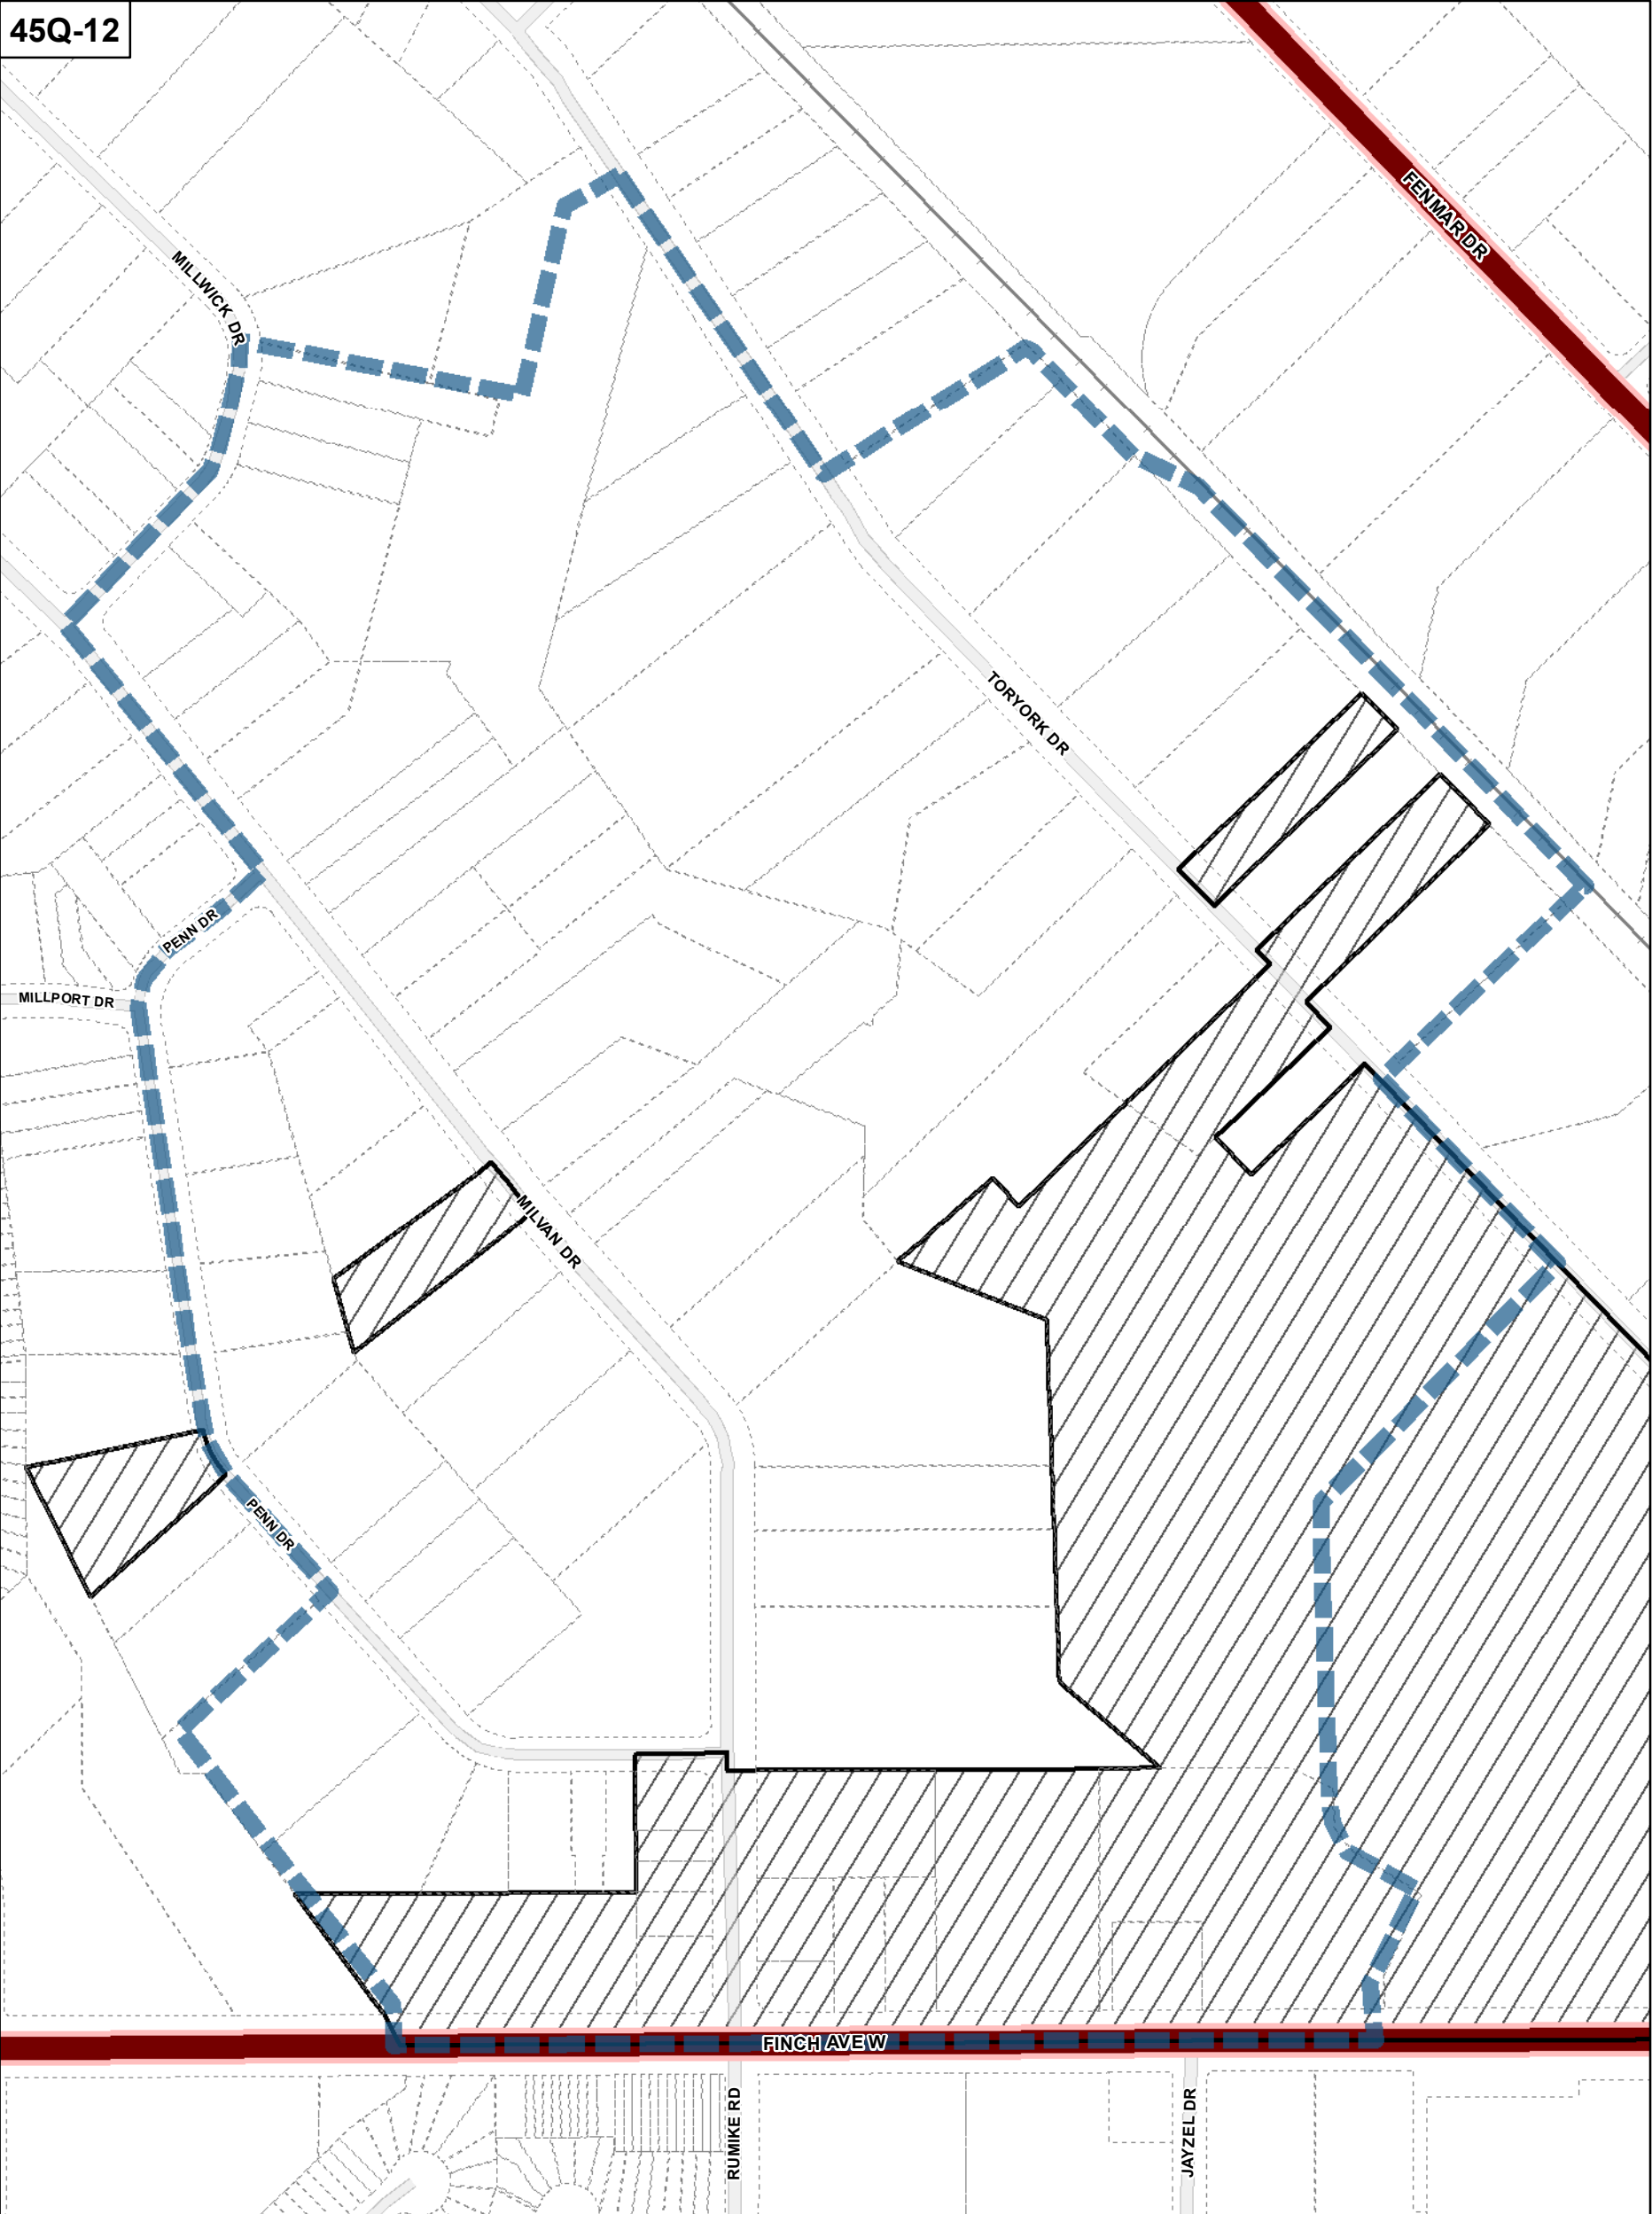 45Q-12
FENMAR DR
MILLWICK DR
TORYORK DR
PENN DR
MILLPORT DR
MILVAN DR
PENN DR
FINCH AVE W
RUMIKE RD
JAYZEL DR